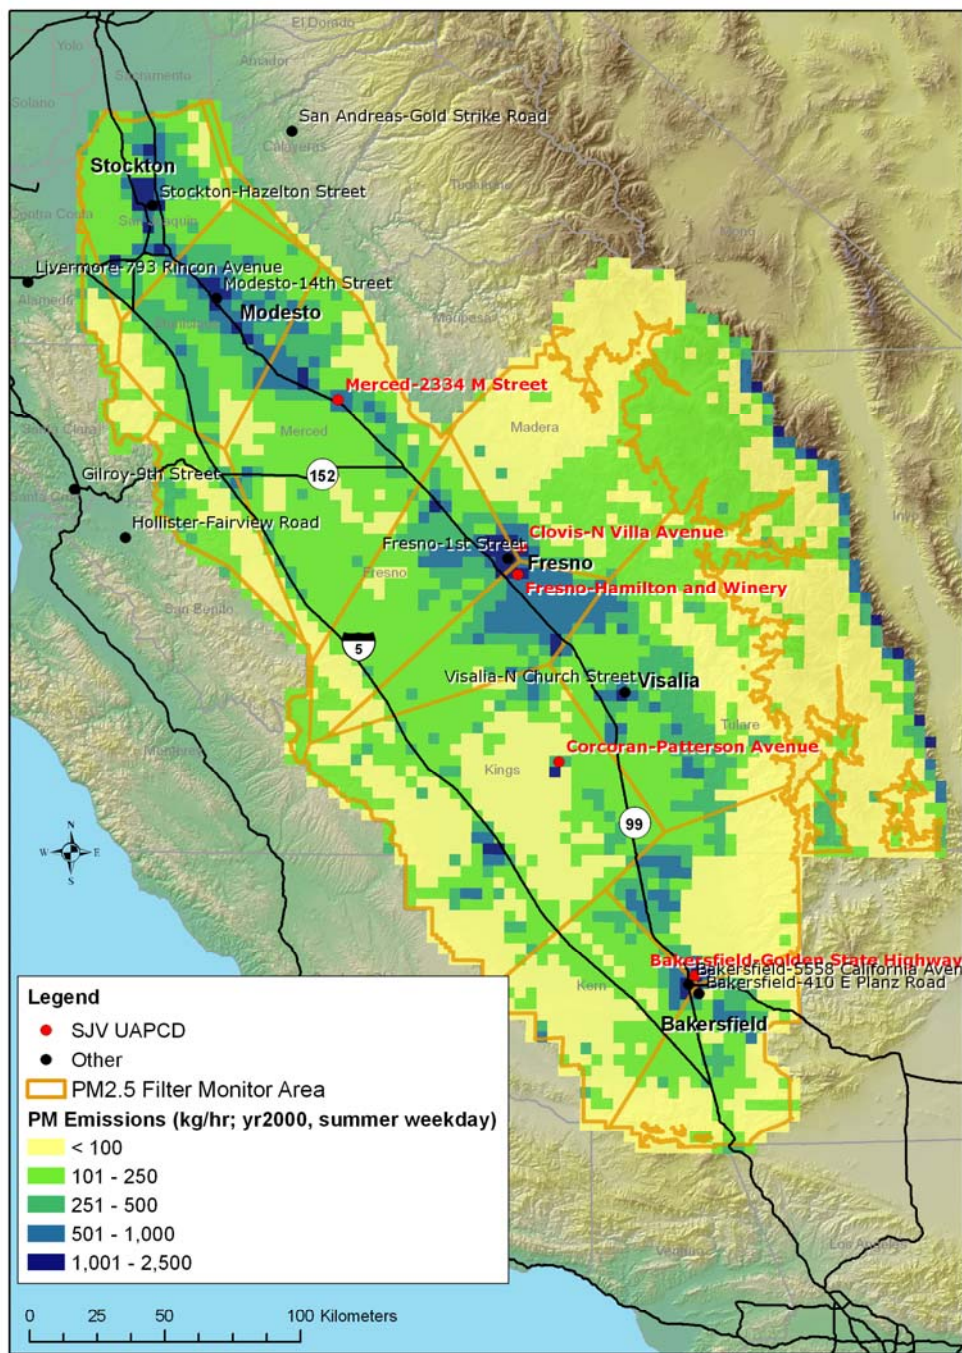 El Dorado
Yolo
Amador
Sacramento
Solano
San Andreas-Gold Strike Road
Calaveras
Stockton
Tuolumne
Stockton-Hazelton Street
Contra Costa
San Joaquin
Mono
Livermore-793 Rincon Avenue
Modesto-14th Street
Alameda
Modesto
Stanislaus
Mariposa
Merced-2334 M Street
Santa Clara
Merced
Madera
Gilroy-9th Street
152
Santa Cruz
Hollister-Fairview Road
Inyo
Clovis-N Villa Avenue
Fresno-1st Street
Fresno
Fresno
Fresno-Hamilton and Winery
San Benito
5
Visalia-N Church Street
Visalia
Tulare
Monterey
Corcoran-Patterson Avenue
Kings
99
N
W E
S
Bakersfield-Golden State Highway
Bakersfield-5558 California Aven
Bakersfield-410 E Planz Road
Kern
Bakersfield
Legend
SJV UAPCD
Other
PM2.5 Filter Monitor Area
PM Emissions (kg/hr; yr2000, summer weekday)
< 100
101 - 250
251 - 500
501 - 1,000
1,001 - 2,500
Ventura
Los Angeles
0 50 100 Kilometers